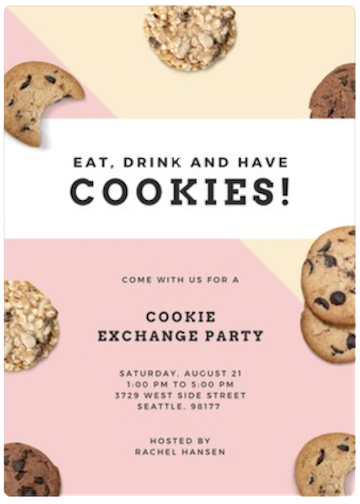 EAT, DRINK AND HAVE
COOKIES!
COME WITH US FOR A
COOKIE
EXCHANGE PARTY
SATURDAY, AUGUST 21
1:00 PM TO 5:00 PM
3729 WEST SIDE STREET
SEATTLE, 98177
HOSTED BY
RACHEL HANSEN